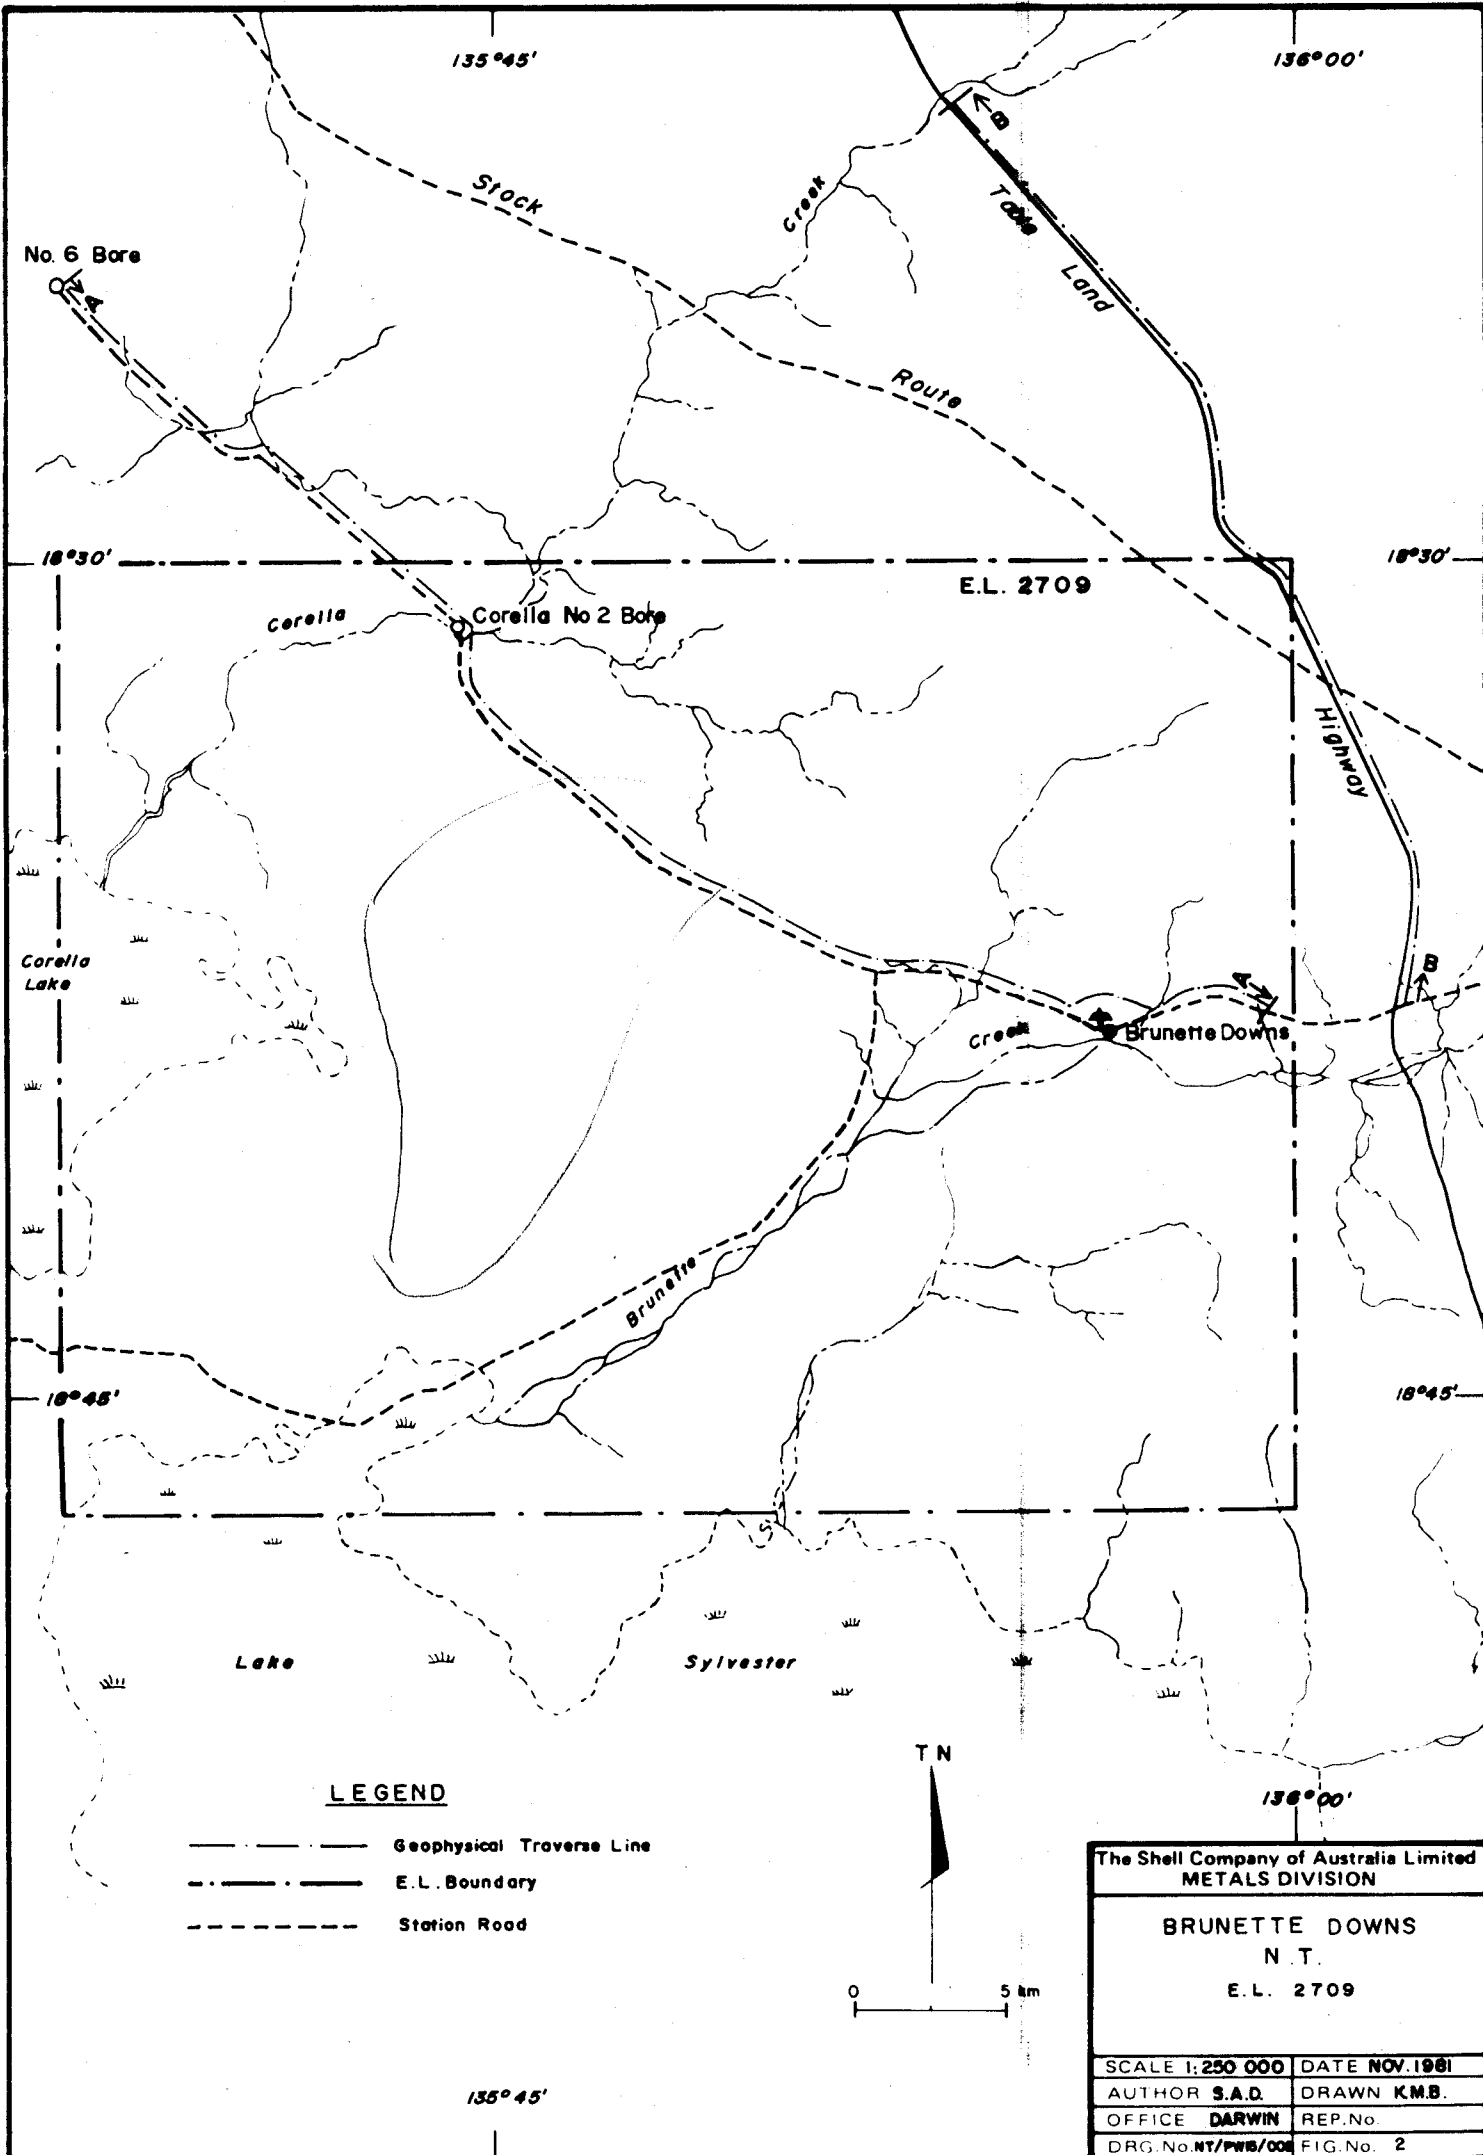 135°45'
136°00'
B
Creek
Stock
Table
No. 6 Bore
A
Land
Route
18°30'
18°30'
E.L. 2709
Corella
Corella No 2 Bore
Highway
Corella
Lake
A
B
Creek
Brunette Downs
Brunette
18°45'
18°45'
Lake
Sylvester
T N
LEGEND
136°00'
Geophysical Traverse Line
E.L. Boundary
Station Road
0
5 km
135°45'
The Shell Company of Australia Limited
METALS DIVISION
BRUNETTE DOWNS
N.T.
E.L. 2709
SCALE 1:250 000 DATE NOV. 1981
AUTHOR S.A.D. DRAWN K.M.B.
OFFICE DARWIN REP.No.
DRG.No. FIG.No. 2